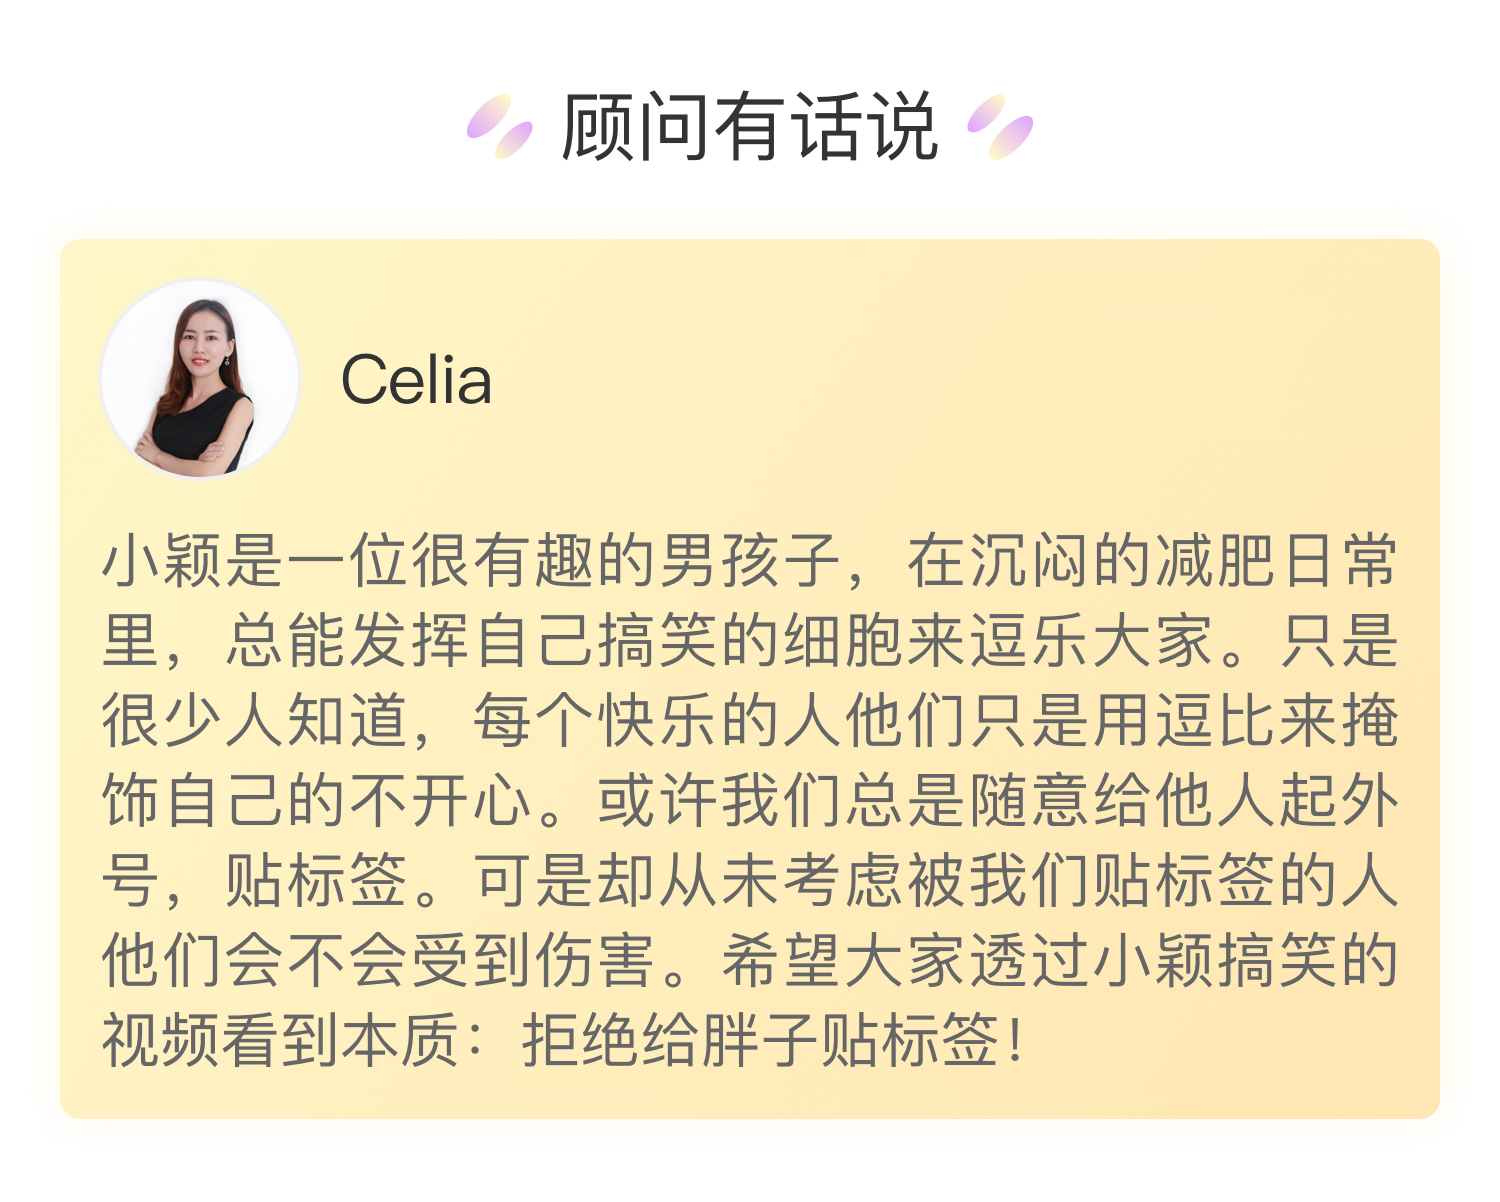 顾问有话说
Celia
小颖是一位很有趣的男孩子，在沉闷的减肥日常
里，总能发挥自己搞笑的细胞来逗乐大家。只是
很少人知道，每个快乐的人他们只是用逗比来掩
饰自己的不开心。或许我们总是随意给他人起外
号，贴标签。可是却从未考虑被我们贴标签的人
他们会不会受到伤害。希望大家透过小颖搞笑的
视频看到本质：拒绝给胖子贴标签！